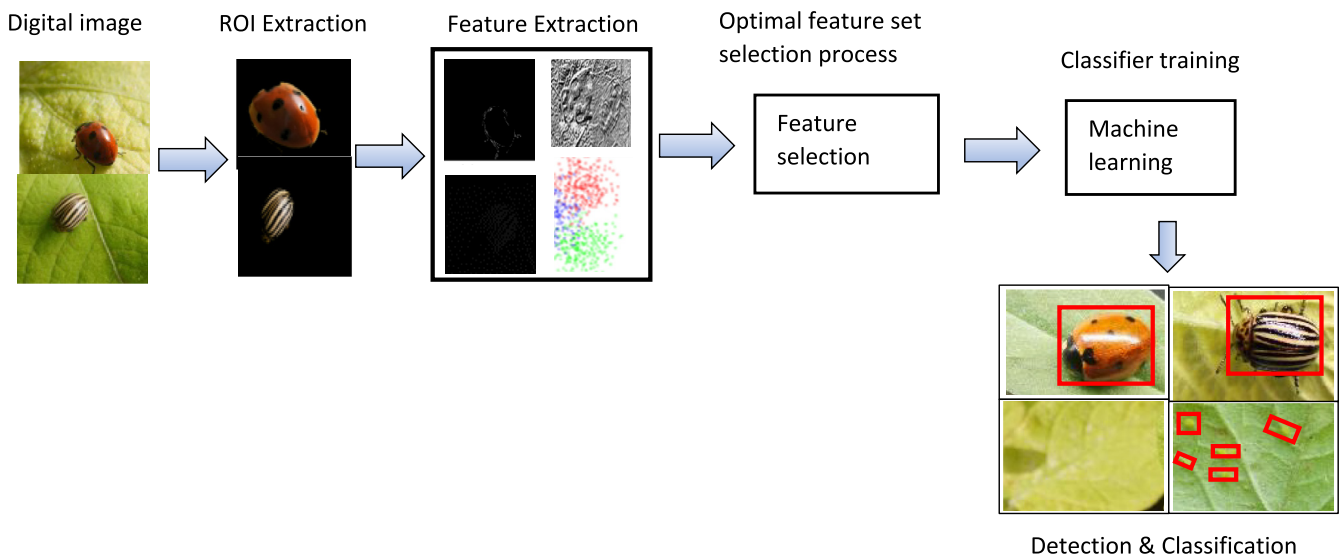 Digital image
ROI Extraction
Feature Extraction
Optimal feature set
selection process
Feature
selection
Classifier training
Machine
learning
Detection & Classification